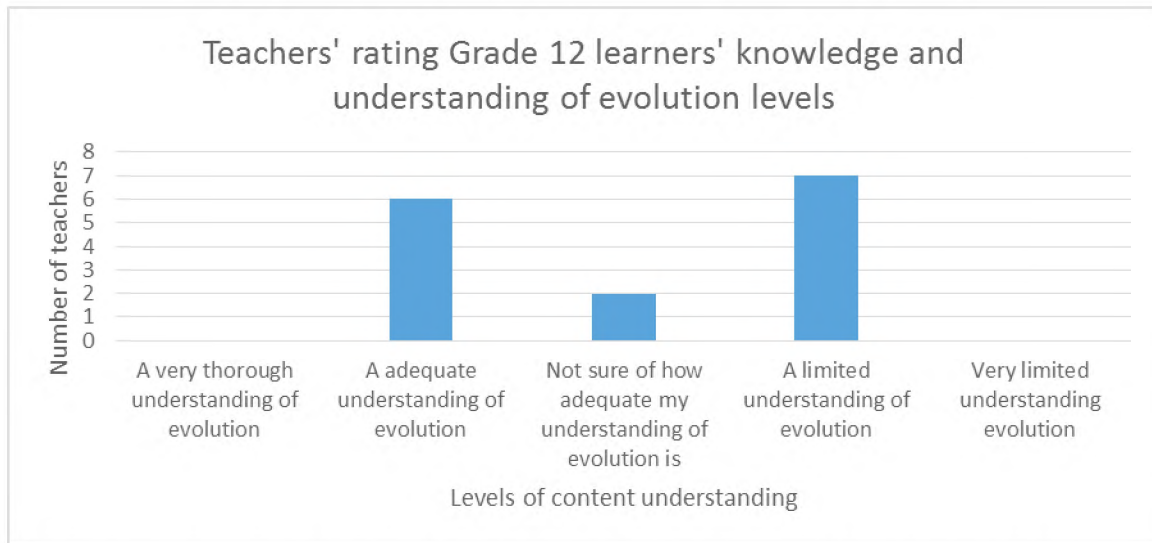 Teachers' rating Grade 12 learners' knowledge and
understanding of evolution levels
Number of teachers
8
7
6
5
4
3
2
1
0
A very thorough
understanding of
evolution
A adequate
understanding of
evolution
Not sure of how
adequate my
understanding of
evolution is
A limited
understanding of
evolution
Very limited
understanding
evolution
Levels of content understanding